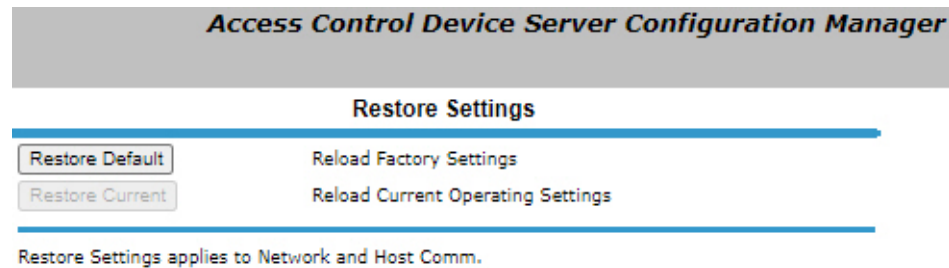 Access Control Device Server Configuration Manager
Restore Settings
Restore Default Reload Factory Settings
Restore Current Reload Current Operating Settings
Restore Settings applies to Network and Host Comm.